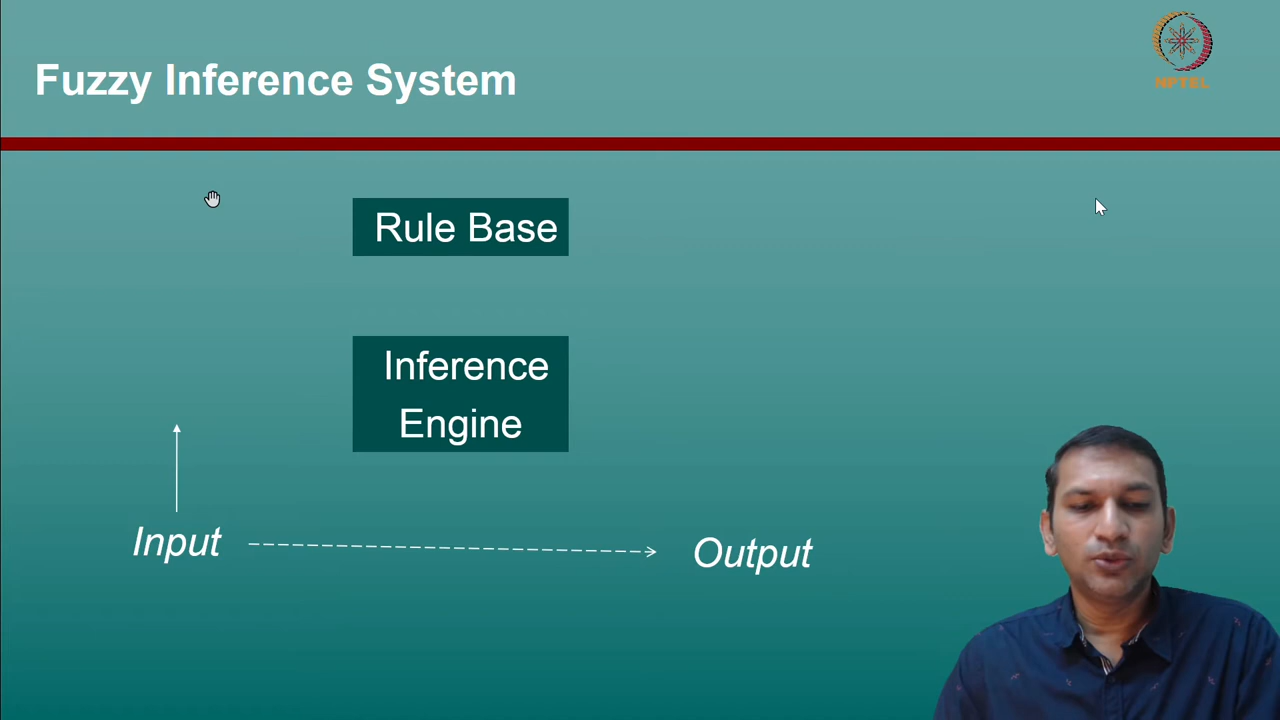 Fuzzy Inference System
NPTEL
Rule Base
Inference
Engine
Input
Output